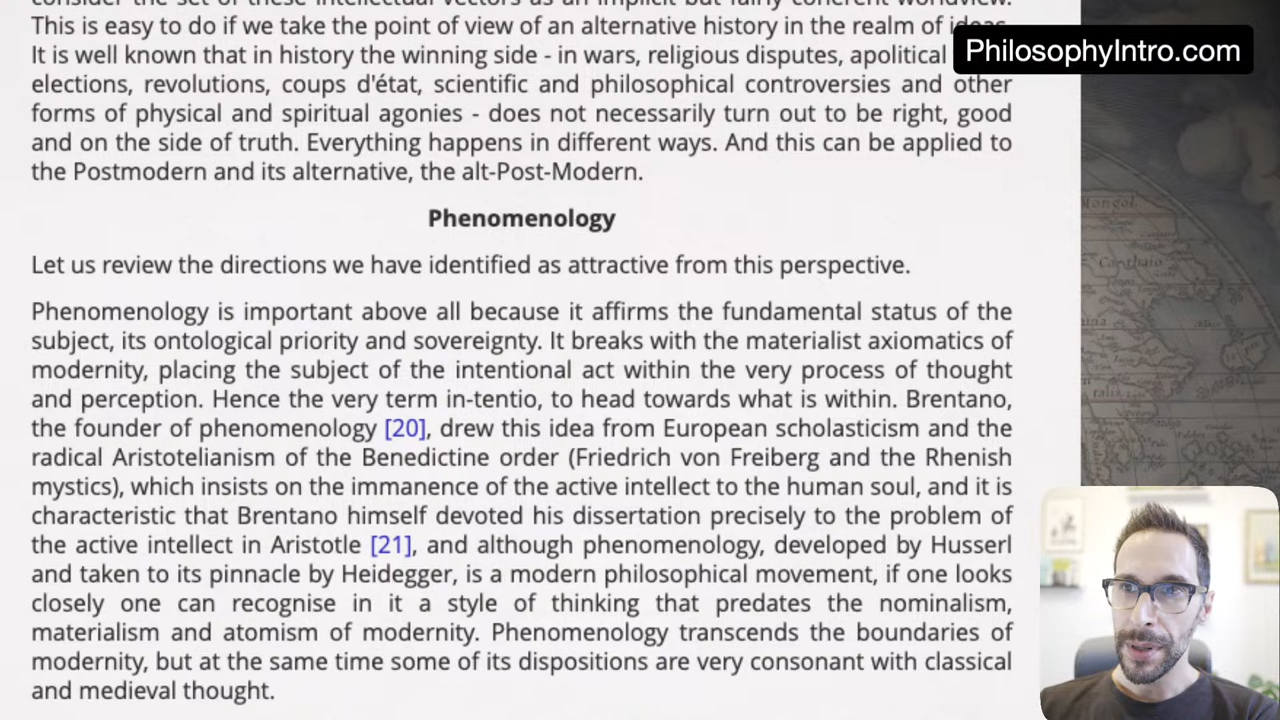 This is easy to do if we take the point of view of an alternative history in the realm of
It is well known that in history the winning side - in wars, religious disputes, apolitical
PhilosophyIntro.com
elections, revolutions, coups d'état, scientific and philosophical controversies and other
forms of physical and spiritual agonies - does not necessarily turn out to be right, good
and on the side of truth. Everything happens in different ways. And this can be applied to
the Postmodern and its alternative, the alt-Post-Modern.
Phenomenology
Let us review the directions we have identified as attractive from this perspective.
Phenomenology is important above all because it affirms the fundamental status of the
subject, its ontological priority and sovereignty. It breaks with the materialist axiomatics of
modernity, placing the subject of the intentional act within the very process of thought
and perception. Hence the very term in-tentio, to head towards what is within. Brentano,
the founder of phenomenology [20], drew this idea from European scholasticism and the
radical Aristotelianism of the Benedictine order (Friedrich von Freiberg and the Rhenish
mystics), which insists on the immanence of the active intellect to the human soul, and it is
characteristic that Brentano himself devoted his dissertation precisely to the problem of
the active intellect in Aristotle [21], and although phenomenology, developed by Husserl
and taken to its pinnacle by Heidegger, is a modern philosophical movement, if one looks
closely one can recognise in it a style of thinking that predates the nominalism,
materialism and atomism of modernity. Phenomenology transcends the boundaries of
modernity, but at the same time some of its dispositions are very consonant with classical
and medieval thought.